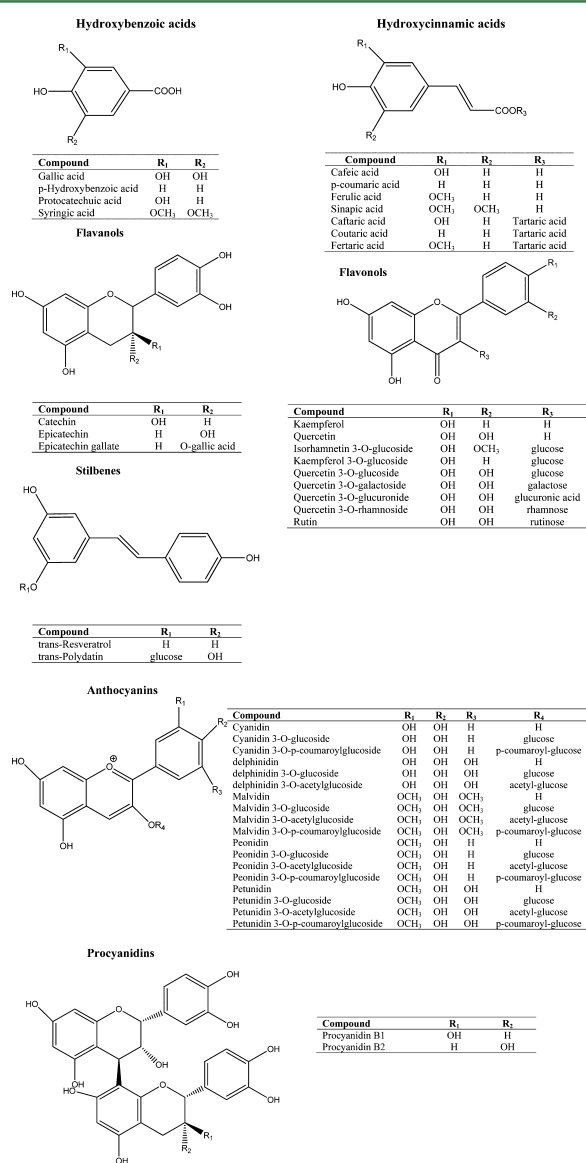 Hydroxybenzoic acids
R1
HO
COOH
R2
Compound R1 R2
Gallic acid OH OH
p-Hydroxybenzoic acid H H
Protocatechuic acid OH H
Syringic acid OCH3 OCH3
Hydroxycinnamic acids
R1
HO
COOR3
R2
Compound R1 R2 R3
Cafeic acid OH H H
p-coumaric acid H H H
Ferulic acid OCH3 H H
Sinapic acid OCH3 OCH3 H
Caftaric acid OH H Tartaric acid
Coutaric acid H H Tartaric acid
Fertaric acid OCH3 H Tartaric acid
Flavanols
OH
HO
O
OH
R1
R2
OH
Compound R1 R2
Catechin OH H
Epicatechin H OH
Epicatechin gallate H O-gallic acid
Flavonols
R1
HO
O
R2
R3
OH
O
Compound R1 R2 R3
Kaempferol OH H H
Quercetin OH OH H
Isorhamnetin 3-O-glucoside OH OCH3 glucose
Kaempferol 3-O-glucoside OH H glucose
Quercetin 3-O-glucoside OH OH glucose
Quercetin 3-O-galactoside OH OH galactose
Quercetin 3-O-glucuronide OH OH glucuronic acid
Quercetin 3-O-rhamnoside OH OH rhamnose
Rutin OH OH rutinose
Stilbenes
HO
OH
R1O
Compound R1 R2
trans-Resveratrol H H
trans-Polydatin glucose OH
Anthocyanins
R1
R2
HO
O
⊕
R3
OR4
OH
Compound R1 R2 R3 R4
Cyanidin OH OH H H
Cyanidin 3-O-glucoside OH OH H glucose
Cyanidin 3-O-p-coumaroylglucoside OH OH H p-coumaroyl-glucose
delphinidin OH OH OH H
delphinidin 3-O-glucoside OH OH OH glucose
delphinidin 3-O-acetylglucoside OH OH OH acetyl-glucose
Malvidin OCH3 OH OCH3 H
Malvidin 3-O-glucoside OCH3 OH OCH3 glucose
Malvidin 3-O-acetylglucoside OCH3 OH OCH3 acetyl-glucose
Malvidin 3-O-p-coumaroylglucoside OCH3 OH OCH3 p-coumaroyl-glucose
Peonidin OCH3 OH H H
Peonidin 3-O-glucoside OCH3 OH H glucose
Peonidin 3-O-acetylglucoside OCH3 OH H acetyl-glucose
Peonidin 3-O-p-coumaroylglucoside OCH3 OH H p-coumaroyl-glucose
Petunidin OCH3 OH OH H
Petunidin 3-O-glucoside OCH3 OH OH glucose
Petunidin 3-O-acetylglucoside OCH3 OH OH acetyl-glucose
Petunidin 3-O-p-coumaroylglucoside OCH3 OH OH p-coumaroyl-glucose
Procyanidins
OH
HO
O
OH
OH
OH
OH
HO
O
OH
R1
R2
OH
Compound R1 R2
Procyanidin B1 OH H
Procyanidin B2 H OH